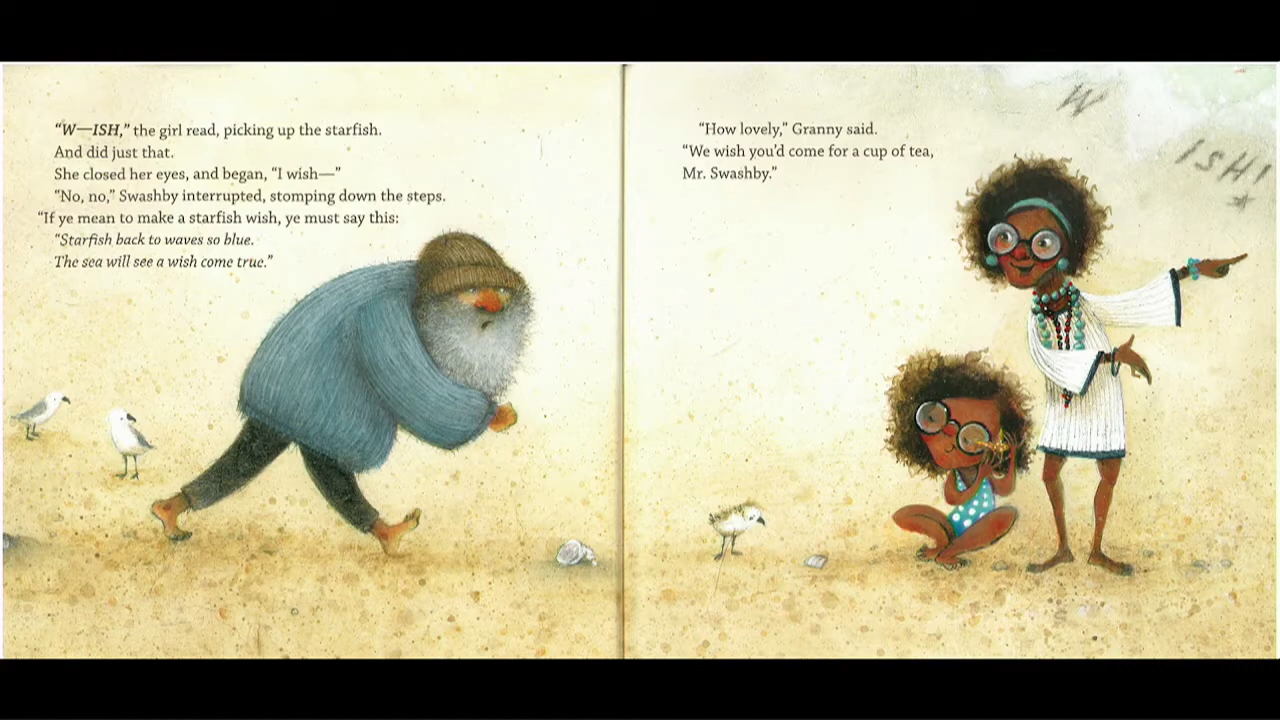 “W—ISH,” the girl read, picking up the starfish.
And did just that.
She closed her eyes, and began, “I wish—”
“No, no,” Swashby interrupted, stomping down the steps.
“If ye mean to make a starfish wish, ye must say this:
“Starfish back to waves so blue.
The sea will see a wish come true.”
“How lovely,” Granny said.
“We wish you’d come for a cup of tea,
Mr. Swashby.”
W
ISH!